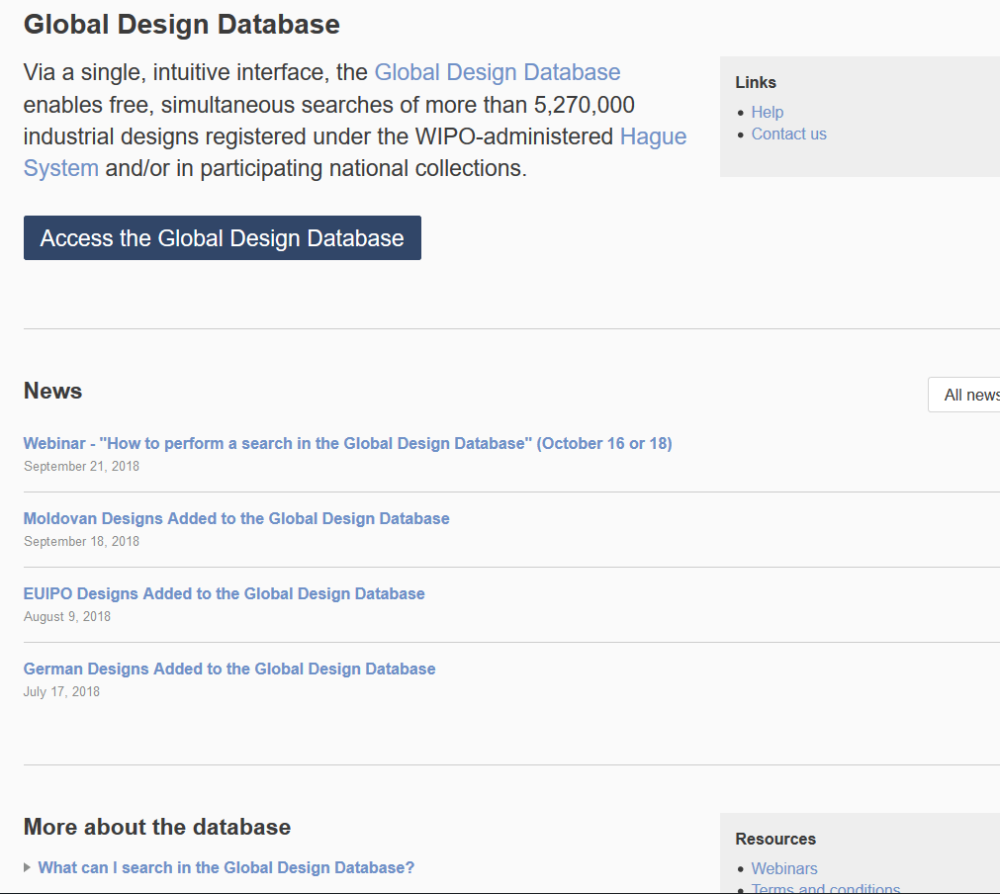 Global Design Database
Via a single, intuitive interface, the Global Design Database
enables free, simultaneous searches of more than 5,270,000
industrial designs registered under the WIPO-administered Hague
System and/or in participating national collections.
Access the Global Design Database
Links
Help
Contact us
News
All news
Webinar - "How to perform a search in the Global Design Database" (October 16 or 18)
September 21, 2018
Moldovan Designs Added to the Global Design Database
September 18, 2018
EUIPO Designs Added to the Global Design Database
August 9, 2018
German Designs Added to the Global Design Database
July 17, 2018
More about the database
What can I search in the Global Design Database?
Resources
Webinars
Terms and conditions